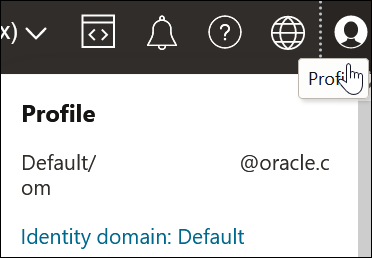 x)
?
Profi
Profile
Default/ @oracle.c
om
Identity domain: Default